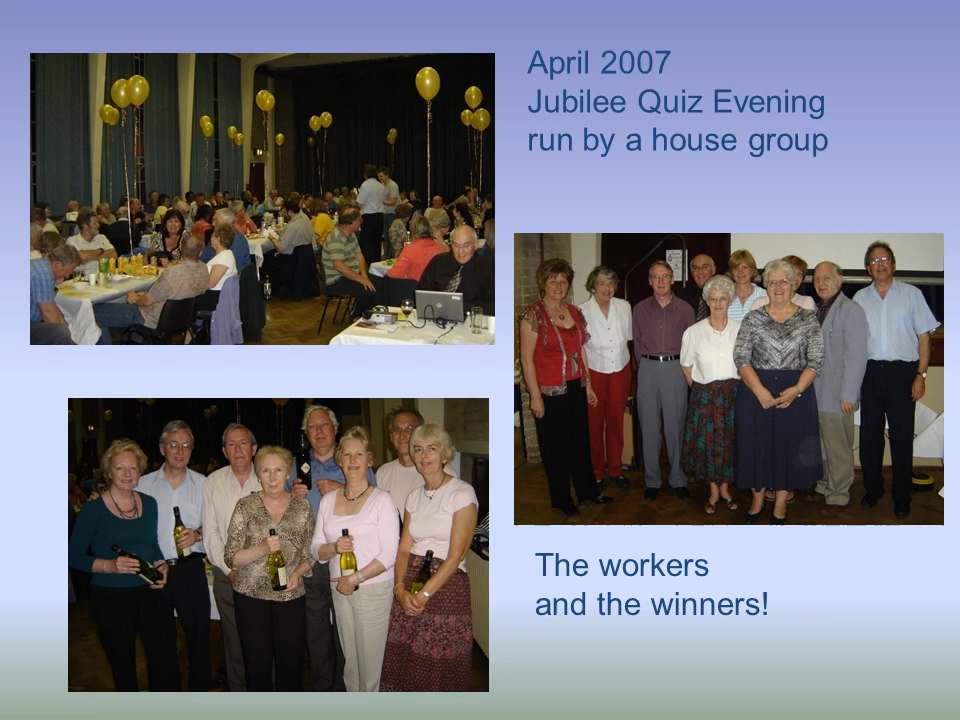 April 2007
Jubilee Quiz Evening
run by a house group
The workers
and the winners!